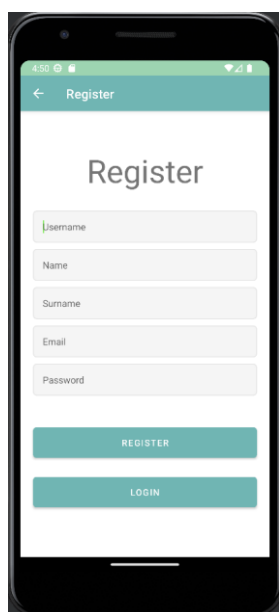 4:50
Register
Register
Username
Name
Surname
Email
Password
REGISTER
LOGIN